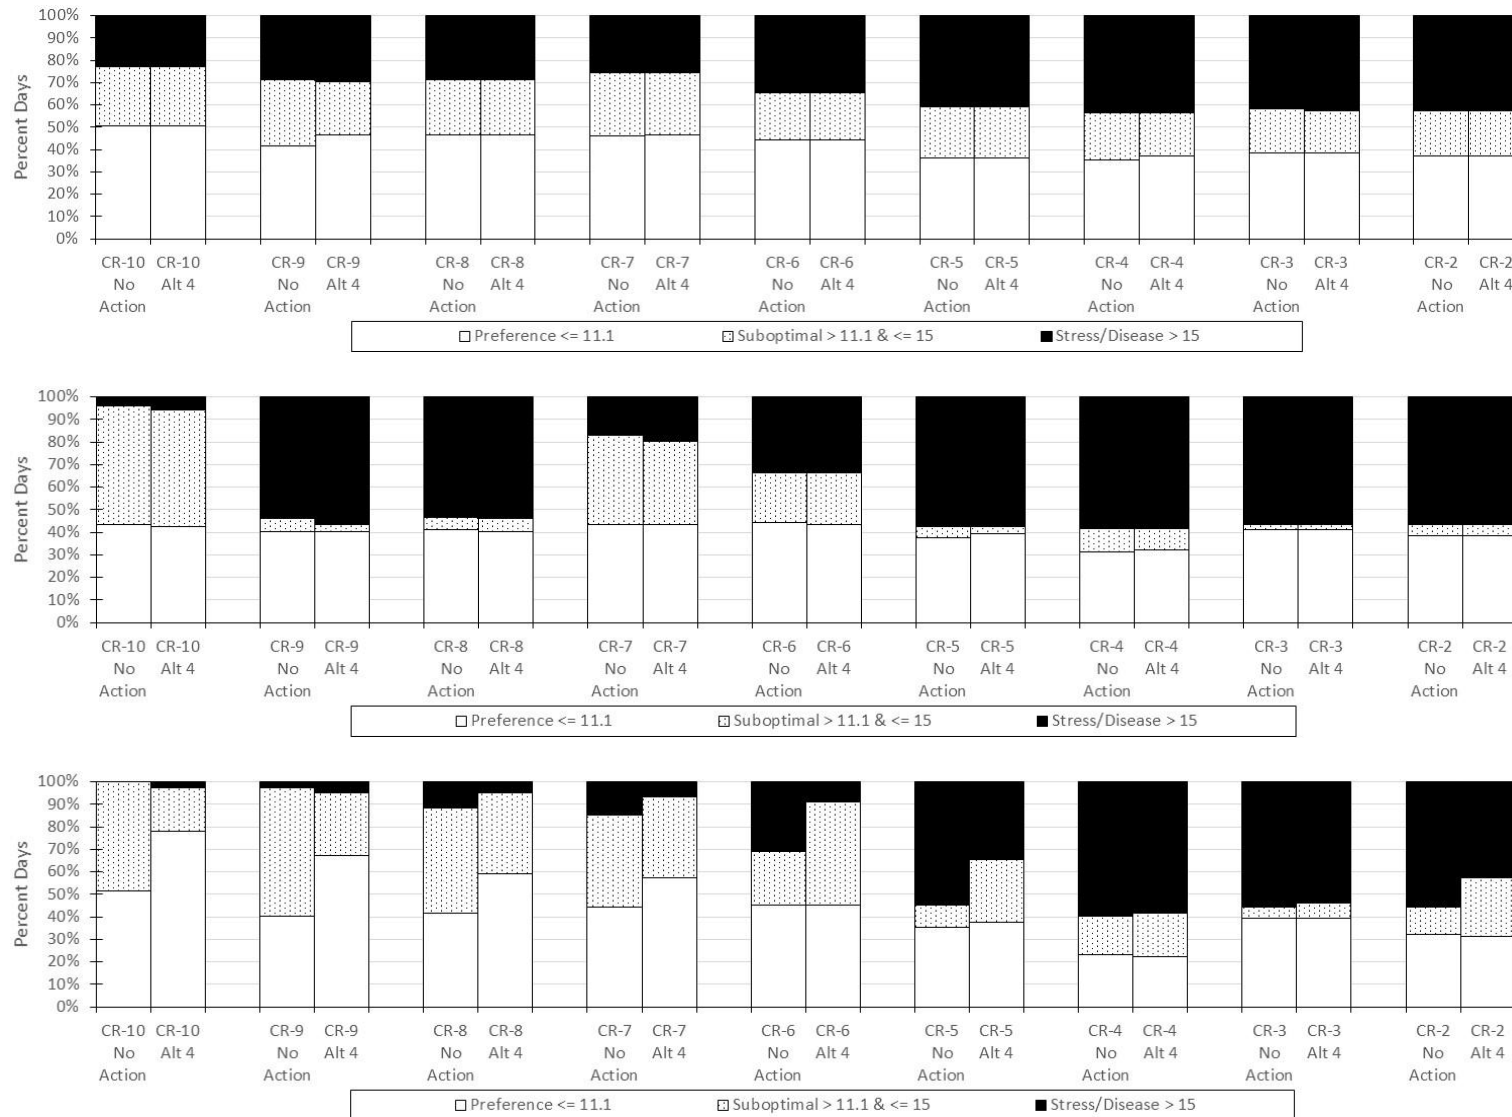 100%
90%
80%
70%
60%
50%
40%
30%
20%
10%
0%
Percent Days
CR-10 CR-10 CR-9 CR-9 CR-8 CR-8 CR-7 CR-7 CR-6 CR-6 CR-5 CR-5 CR-4 CR-4 CR-3 CR-3 CR-2 CR-2
No Alt 4 No Alt 4 No Alt 4 No Alt 4 No Alt 4 No Alt 4 No Alt 4 No Alt 4 No Alt 4
Action Action Action Action Action Action Action Action Action
Preference <= 11.1 Suboptimal > 11.1 & <= 15 Stress/Disease > 15
100%
90%
80%
70%
60%
50%
40%
30%
20%
10%
0%
Percent Days
CR-10 CR-10 CR-9 CR-9 CR-8 CR-8 CR-7 CR-7 CR-6 CR-6 CR-5 CR-5 CR-4 CR-4 CR-3 CR-3 CR-2 CR-2
No Alt 4 No Alt 4 No Alt 4 No Alt 4 No Alt 4 No Alt 4 No Alt 4 No Alt 4 No Alt 4
Action Action Action Action Action Action Action Action Action
Preference <= 11.1 Suboptimal > 11.1 & <= 15 Stress/Disease > 15
100%
90%
80%
70%
60%
50%
40%
30%
20%
10%
0%
Percent Days
CR-10 CR-10 CR-9 CR-9 CR-8 CR-8 CR-7 CR-7 CR-6 CR-6 CR-5 CR-5 CR-4 CR-4 CR-3 CR-3 CR-2 CR-2
No Alt 4 No Alt 4 No Alt 4 No Alt 4 No Alt 4 No Alt 4 No Alt 4 No Alt 4 No Alt 4
Action Action Action Action Action Action Action Action Action
Preference <= 11.1 Suboptimal > 11.1 & <= 15 Stress/Disease > 15